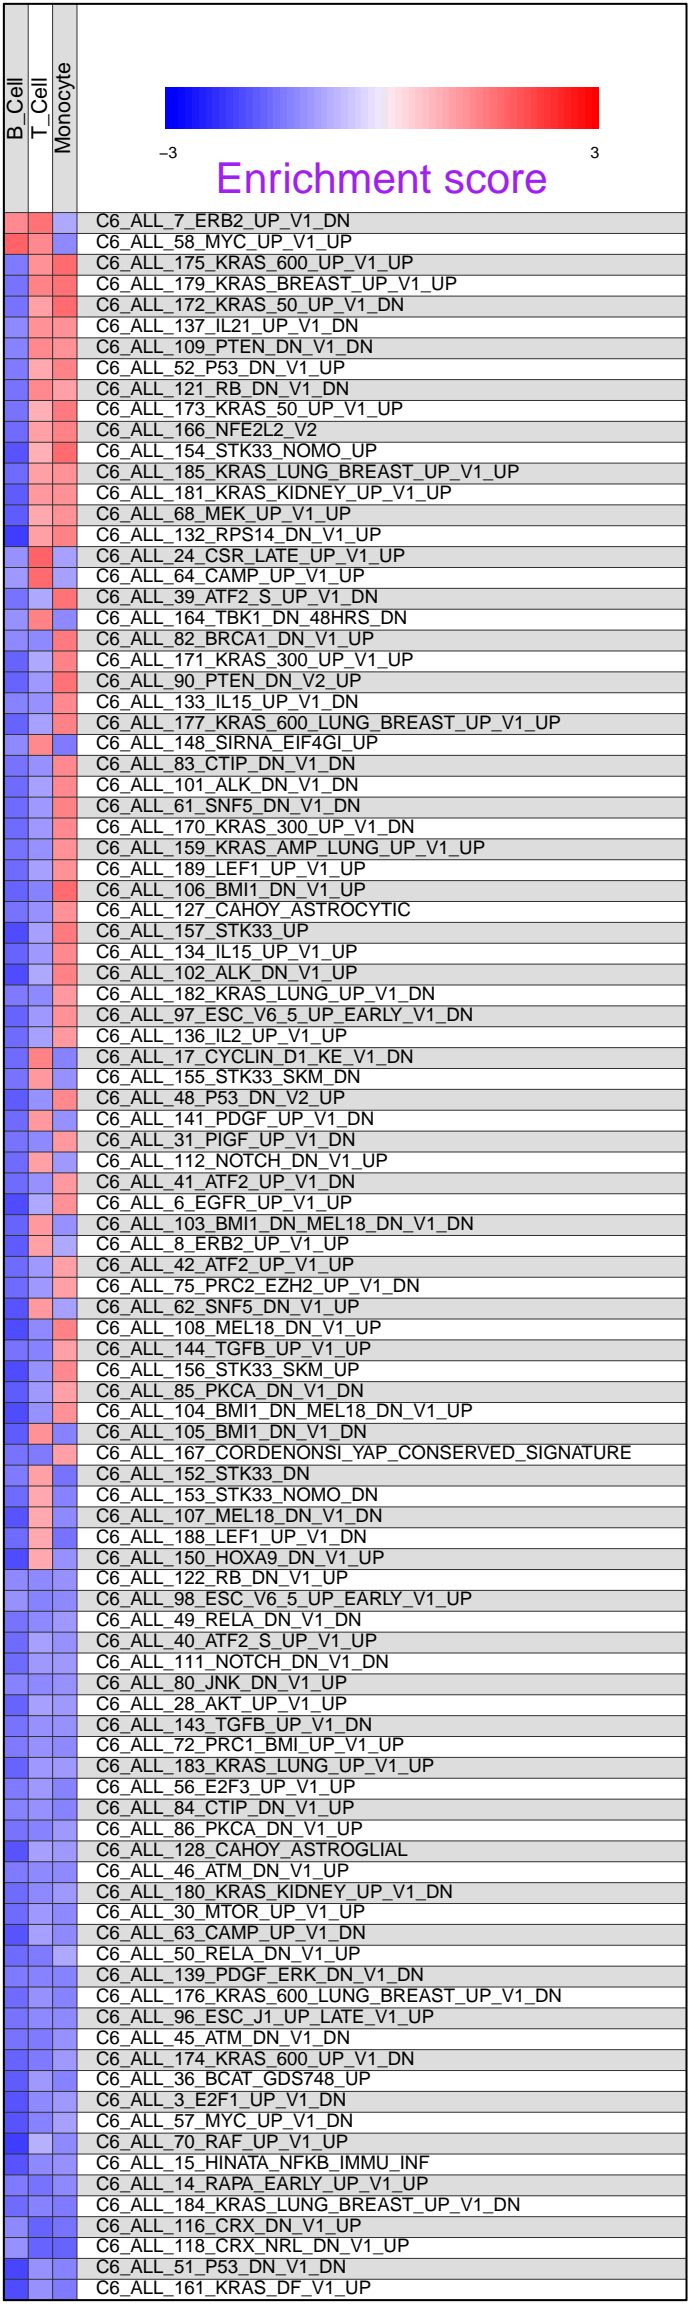 B_Cell
T_Cell
Monocyte
−3
3
Enrichment score
C6_ALL_7_ERB2_UP_V1_DN
C6_ALL_58_MYC_UP_V1_UP
C6_ALL_175_KRAS_600_UP_V1_UP
C6_ALL_179_KRAS_BREAST_UP_V1_UP
C6_ALL_172_KRAS_50_UP_V1_DN
C6_ALL_137_IL21_UP_V1_DN
C6_ALL_109_PTEN_DN_V1_DN
C6_ALL_52_P53_DN_V1_UP
C6_ALL_121_RB_DN_V1_DN
C6_ALL_173_KRAS_50_UP_V1_UP
C6_ALL_166_NFE2L2_V2
C6_ALL_154_STK33_NOMO_UP
C6_ALL_185_KRAS_LUNG_BREAST_UP_V1_UP
C6_ALL_181_KRAS_KIDNEY_UP_V1_UP
C6_ALL_68_MEK_UP_V1_UP
C6_ALL_132_RPS14_DN_V1_UP
C6_ALL_24_CSR_LATE_UP_V1_UP
C6_ALL_64_CAMP_UP_V1_UP
C6_ALL_39_ATF2_S_UP_V1_DN
C6_ALL_164_TBK1_DN_48HRS_DN
C6_ALL_82_BRCA1_DN_V1_UP
C6_ALL_171_KRAS_300_UP_V1_UP
C6_ALL_90_PTEN_DN_V2_UP
C6_ALL_133_IL15_UP_V1_DN
C6_ALL_177_KRAS_600_LUNG_BREAST_UP_V1_UP
C6_ALL_148_SIRNA_EIF4GI_UP
C6_ALL_83_CTIP_DN_V1_DN
C6_ALL_101_ALK_DN_V1_DN
C6_ALL_61_SNF5_DN_V1_DN
C6_ALL_170_KRAS_300_UP_V1_DN
C6_ALL_159_KRAS_AMP_LUNG_UP_V1_UP
C6_ALL_189_LEF1_UP_V1_UP
C6_ALL_106_BMI1_DN_V1_UP
C6_ALL_127_CAHOY_ASTROCYTIC
C6_ALL_157_STK33_UP
C6_ALL_134_IL15_UP_V1_UP
C6_ALL_102_ALK_DN_V1_UP
C6_ALL_182_KRAS_LUNG_UP_V1_DN
C6_ALL_97_ESC_V6_5_UP_EARLY_V1_DN
C6_ALL_136_IL2_UP_V1_UP
C6_ALL_17_CYCLIN_D1_KE_V1_DN
C6_ALL_155_STK33_SKM_DN
C6_ALL_48_P53_DN_V2_UP
C6_ALL_141_PDGF_UP_V1_DN
C6_ALL_31_PIGF_UP_V1_DN
C6_ALL_112_NOTCH_DN_V1_UP
C6_ALL_41_ATF2_UP_V1_DN
C6_ALL_6_EGFR_UP_V1_UP
C6_ALL_103_BMI1_DN_MEL18_DN_V1_DN
C6_ALL_8_ERB2_UP_V1_UP
C6_ALL_42_ATF2_UP_V1_UP
C6_ALL_75_PRC2_EZH2_UP_V1_DN
C6_ALL_62_SNF5_DN_V1_UP
C6_ALL_108_MEL18_DN_V1_UP
C6_ALL_144_TGFB_UP_V1_UP
C6_ALL_156_STK33_SKM_UP
C6_ALL_85_PKCA_DN_V1_DN
C6_ALL_104_BMI1_DN_MEL18_DN_V1_UP
C6_ALL_105_BMI1_DN_V1_DN
C6_ALL_167_CORDENONSI_YAP_CONSERVED_SIGNATURE
C6_ALL_152_STK33_DN
C6_ALL_153_STK33_NOMO_DN
C6_ALL_107_MEL18_DN_V1_DN
C6_ALL_188_LEF1_UP_V1_DN
C6_ALL_150_HOXA9_DN_V1_UP
C6_ALL_122_RB_DN_V1_UP
C6_ALL_98_ESC_V6_5_UP_EARLY_V1_UP
C6_ALL_49_RELA_DN_V1_DN
C6_ALL_40_ATF2_S_UP_V1_UP
C6_ALL_111_NOTCH_DN_V1_DN
C6_ALL_80_JNK_DN_V1_UP
C6_ALL_28_AKT_UP_V1_UP
C6_ALL_143_TGFB_UP_V1_DN
C6_ALL_72_PRC1_BMI_UP_V1_UP
C6_ALL_183_KRAS_LUNG_UP_V1_UP
C6_ALL_56_E2F3_UP_V1_UP
C6_ALL_84_CTIP_DN_V1_UP
C6_ALL_86_PKCA_DN_V1_UP
C6_ALL_128_CAHOY_ASTROGLIAL
C6_ALL_46_ATM_DN_V1_UP
C6_ALL_180_KRAS_KIDNEY_UP_V1_DN
C6_ALL_30_MTOR_UP_V1_UP
C6_ALL_63_CAMP_UP_V1_DN
C6_ALL_50_RELA_DN_V1_UP
C6_ALL_139_PDGF_ERK_DN_V1_DN
C6_ALL_176_KRAS_600_LUNG_BREAST_UP_V1_DN
C6_ALL_96_ESC_J1_UP_LATE_V1_UP
C6_ALL_45_ATM_DN_V1_DN
C6_ALL_174_KRAS_600_UP_V1_DN
C6_ALL_36_BCAT_GDS748_UP
C6_ALL_3_E2F1_UP_V1_DN
C6_ALL_57_MYC_UP_V1_DN
C6_ALL_70_RAF_UP_V1_UP
C6_ALL_15_HINATA_NFKB_IMMU_INF
C6_ALL_14_RAPA_EARLY_UP_V1_UP
C6_ALL_184_KRAS_LUNG_BREAST_UP_V1_DN
C6_ALL_116_CRX_DN_V1_UP
C6_ALL_118_CRX_NRL_DN_V1_UP
C6_ALL_51_P53_DN_V1_DN
C6_ALL_161_KRAS_DF_V1_UP